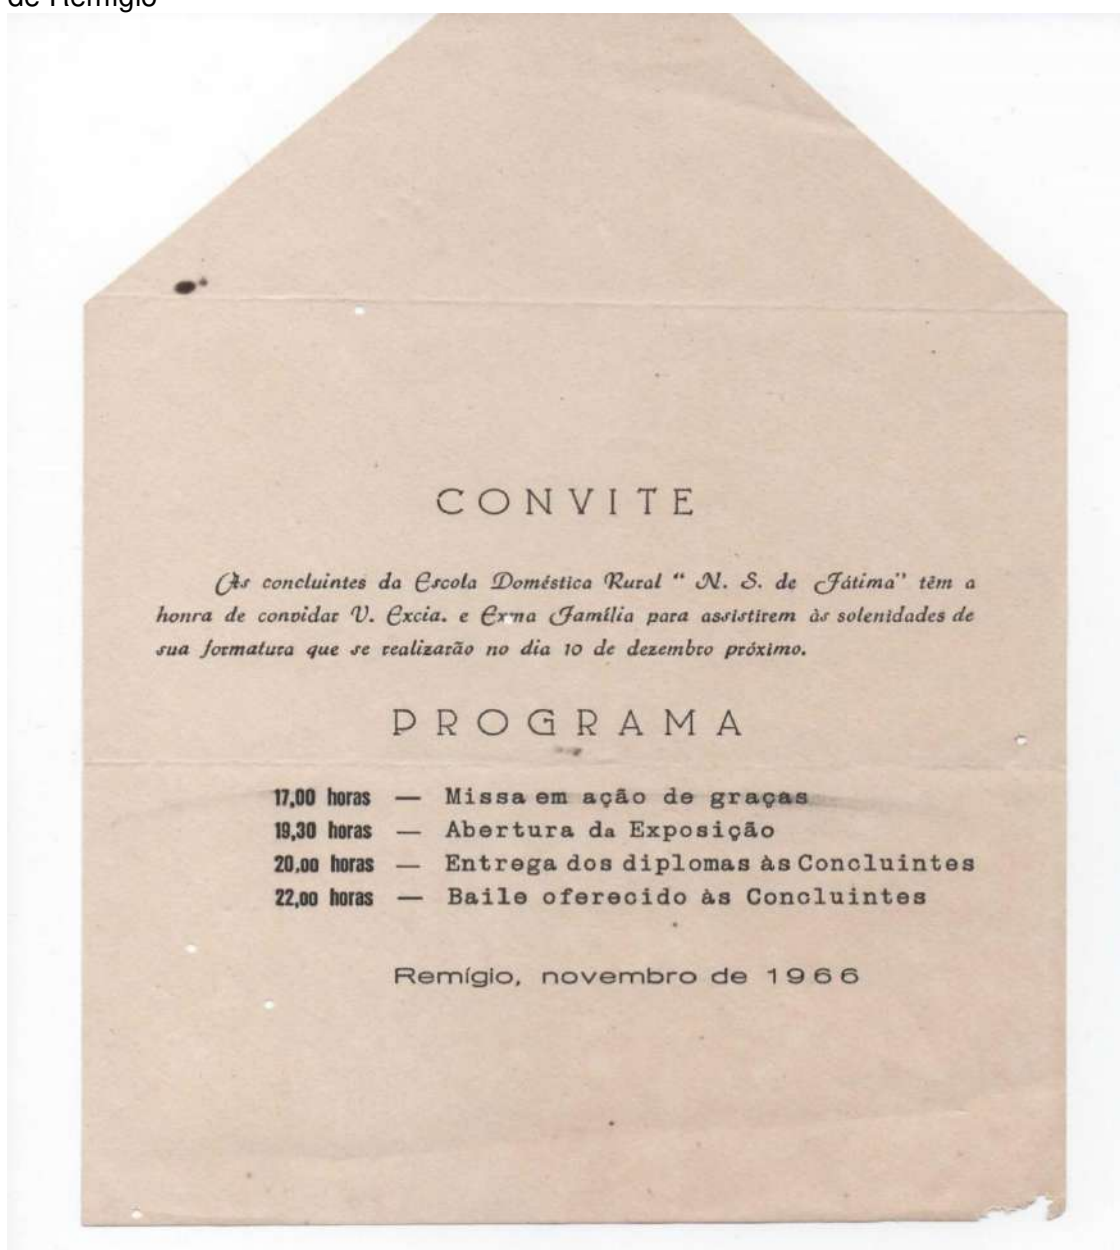 de Remígio
CONVITE
As concluintes da Escola Doméstica Rural “ N. S. de Fátima” têm a
honra de convidar V. Excia. e Exma Família para assistirem às solenidades de
sua formatura que se realizarão no dia 10 de dezembro próximo.
PROGRAMA
17,00 horas — Missa em ação de graças
19,30 horas — Abertura da Exposição
20,00 horas — Entrega dos diplomas às Concluintes
22,00 horas — Baile oferecido às Concluintes
Remígio, novembro de 1966